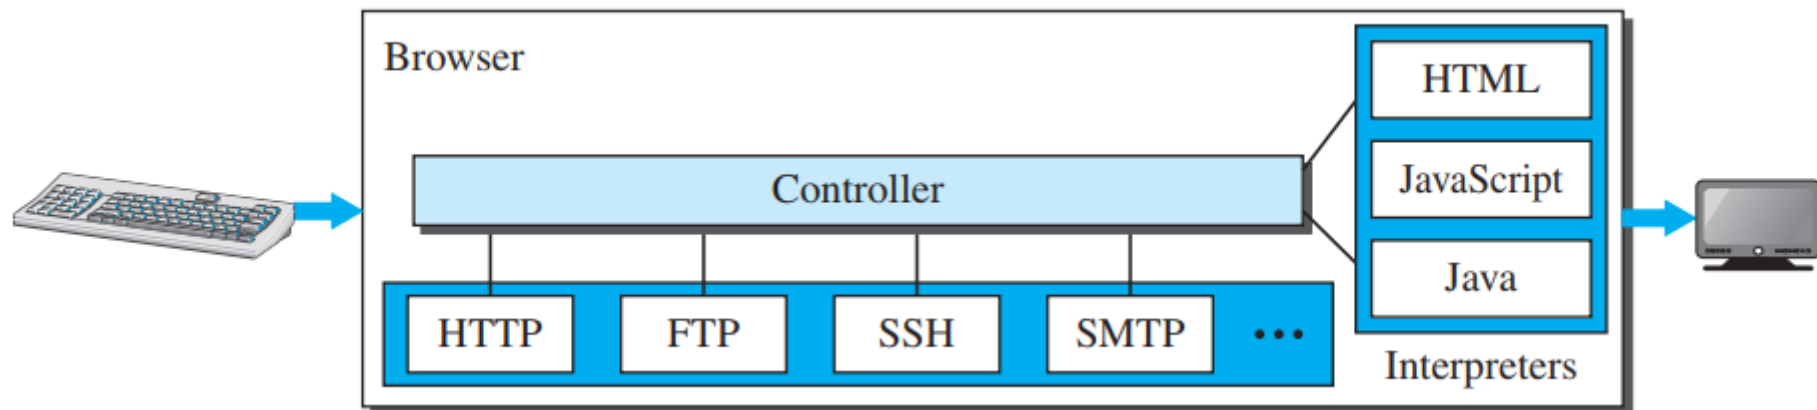 Browser
Controller
HTTP
FTP
SSH
SMTP
•••
HTML
JavaScript
Java
Interpreters